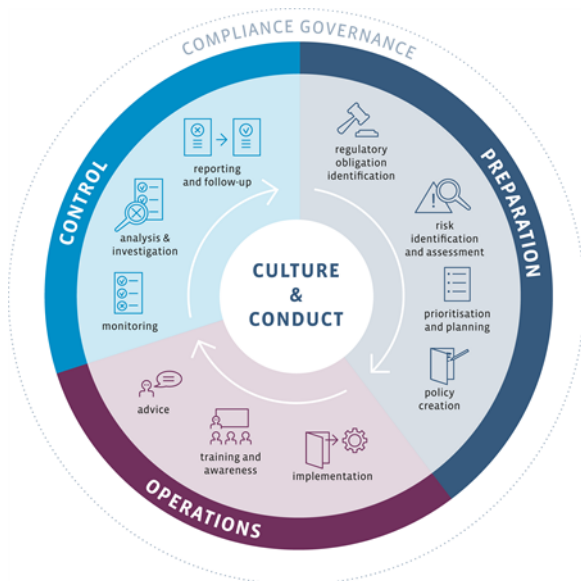 COMPLIANCE GOVERNANCE
PREPARATION
regulatory
obligation
identification
risk
identification
and assessment
prioritisation
and planning
policy
creation
OPERATIONS
implementation
training and
awareness
advice
CONTROL
monitoring
analysis &
investigation
reporting
and follow-up
CULTURE
&
CONDUCT